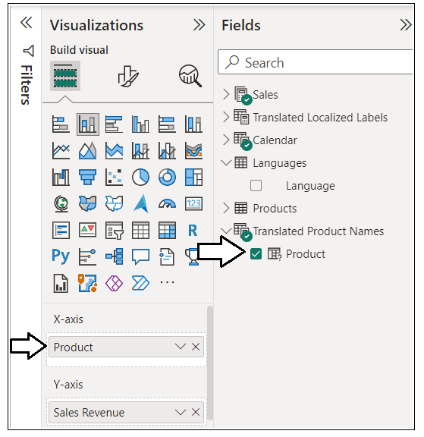 Filters
Visualizations
Build visual
123
R
Py
...
X-axis
Product
Y-axis
Sales Revenue
Fields
Search
Sales
Translated Localized Labels
Calendar
Languages
Language
Products
Translated Product Names
Product